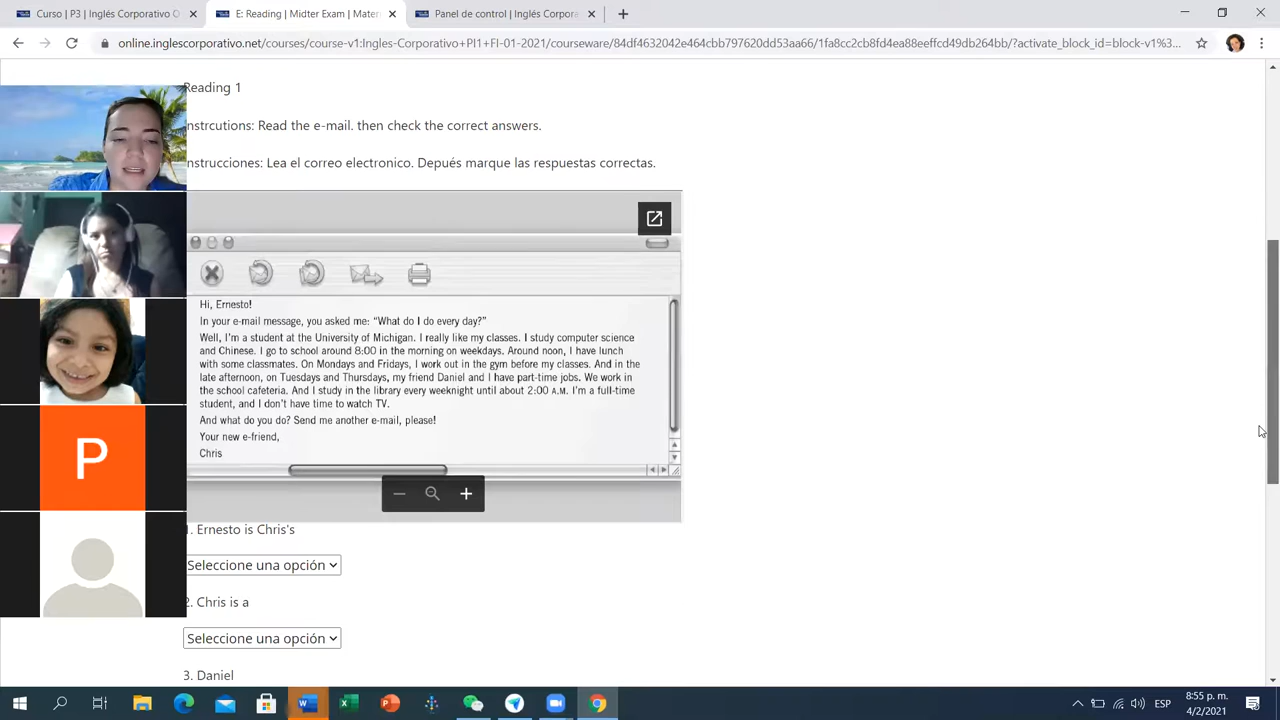 Curso | P3 | Inglés Corporativo O
E: Reading | Midter Exam | Mater
Panel de control | Inglés Corpora
online.inglescorporativo.net/courses/course-v1:Ingles-Corporativo+PI1+FI-01-2021/courseware/84df4632042e464cbb797620dd53aa66/1fa8cc2cb8fd4ea88eeffcd49db264bb/?activate_block_id=block-v1%3...
Reading 1
nstrcutions: Read the e-mail. then check the correct answers.
nstrucciones: Lea el correo electronico. Depués marque las respuestas correctas.
Hi, Ernesto!
In your e-mail message, you asked me: “What do I do every day?”
Well, I'm a student at the University of Michigan. I really like my classes. I study computer science
and Chinese. I go to school around 8:00 in the morning on weekdays. Around noon, I have lunch
with some classmates. On Mondays and Fridays, I work out in the gym before my classes. And in the
late afternoon, on Tuesdays and Thursdays, my friend Daniel and I have part-time jobs. We work in
the school cafeteria. And I study in the library every weeknight until about 2:00 A.M. I'm a full-time
student, and I don't have time to watch TV.
And what do you do? Send me another e-mail, please!
Your new e-friend,
Chris
P
1. Ernesto is Chris's
Seleccione una opción
2. Chris is a
Seleccione una opción
3. Daniel
ESP
8:55 p. m.
4/2/2021